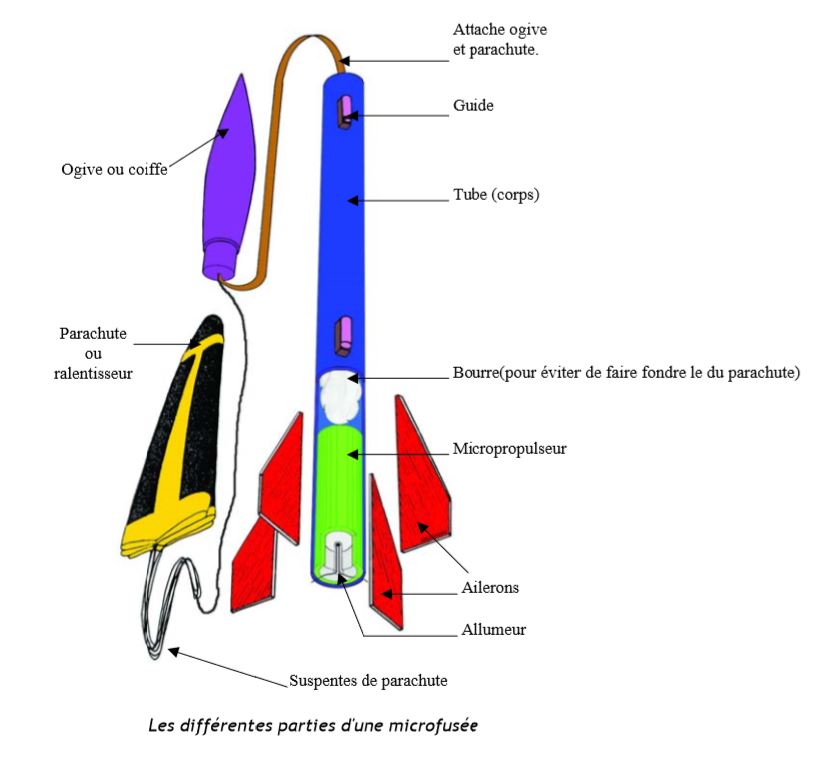 Attache ogive
et parachute.
Guide
Ogive ou coiffe
Tube (corps)
Parachute
ou
ralentisseur
Bourre(pour éviter de faire fondre le du parachute)
Micropropulseur
Ailerons
Allumeur
Suspentes de parachute
Les différentes parties d'une microfusée